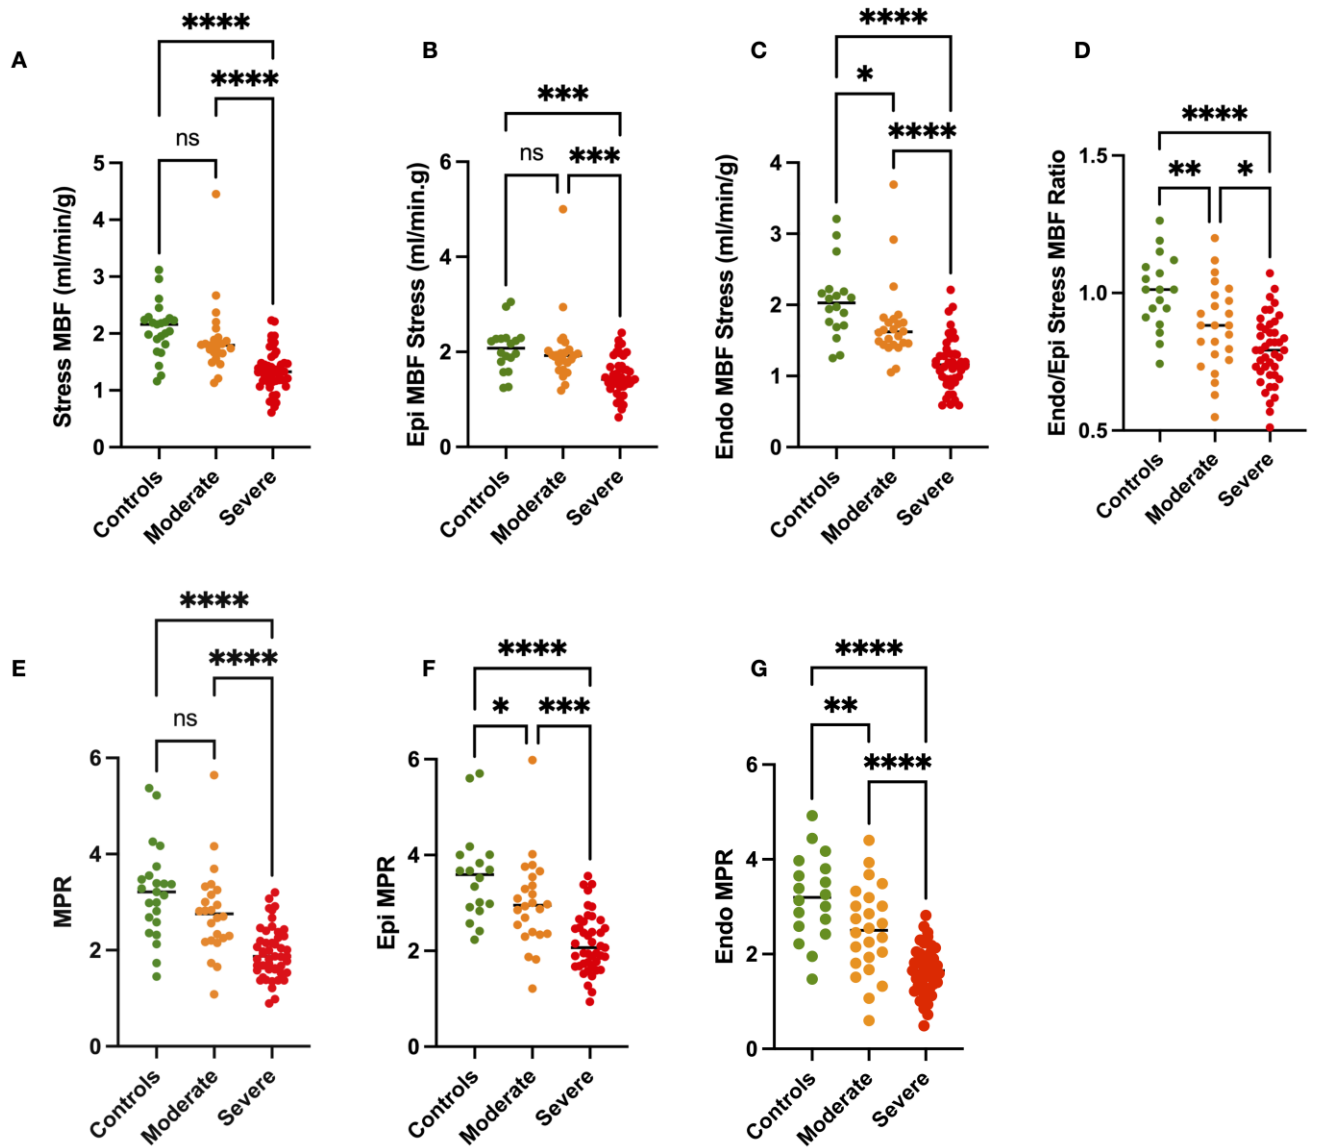 A
****
****
ns
Stress MBF (ml/min/g)
5
4
3
2
1
0
Controls
Moderate
Severe
B
***
ns
***
Epi MBF Stress (ml/min.g)
6
4
2
0
Controls
Moderate
Severe
C
****
*
****
Endo MBF Stress (ml/min/g)
4
3
2
1
0
Controls
Moderate
Severe
D
****
**
*
Endo/Epi Stress MBF Ratio
1.5
1.0
0.5
Controls
Moderate
Severe
E
****
****
ns
MPR
6
4
2
0
Controls
Moderate
Severe
F
****
*
***
Epi MPR
6
4
2
0
Controls
Moderate
Severe
G
****
**
****
Endo MPR
6
4
2
0
Controls
Moderate
Severe